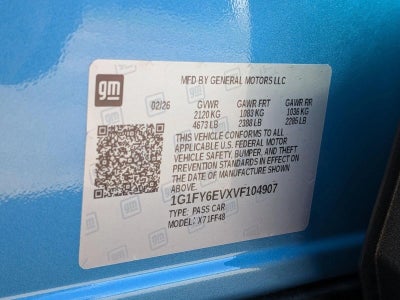 gm
MFD BY GENERAL MOTORS LLC
02/26 GVWR GAWR FRT GAWR RR
2120 KG 1083 KG 1036 KG
4673 LB 2388 LB 2285 LB
THIS VEHICLE CONFORMS TO ALL
APPLICABLE U.S. FEDERAL MOTOR
VEHICLE SAFETY, BUMPER, AND THEFT
PREVENTION STANDARDS IN EFFECT ON
THE DATE OF MANUFACTURE SHOWN
ABOVE.
1G1FY6EVXVF104907
TYPE: PASS CAR
MODEL: X71FF48